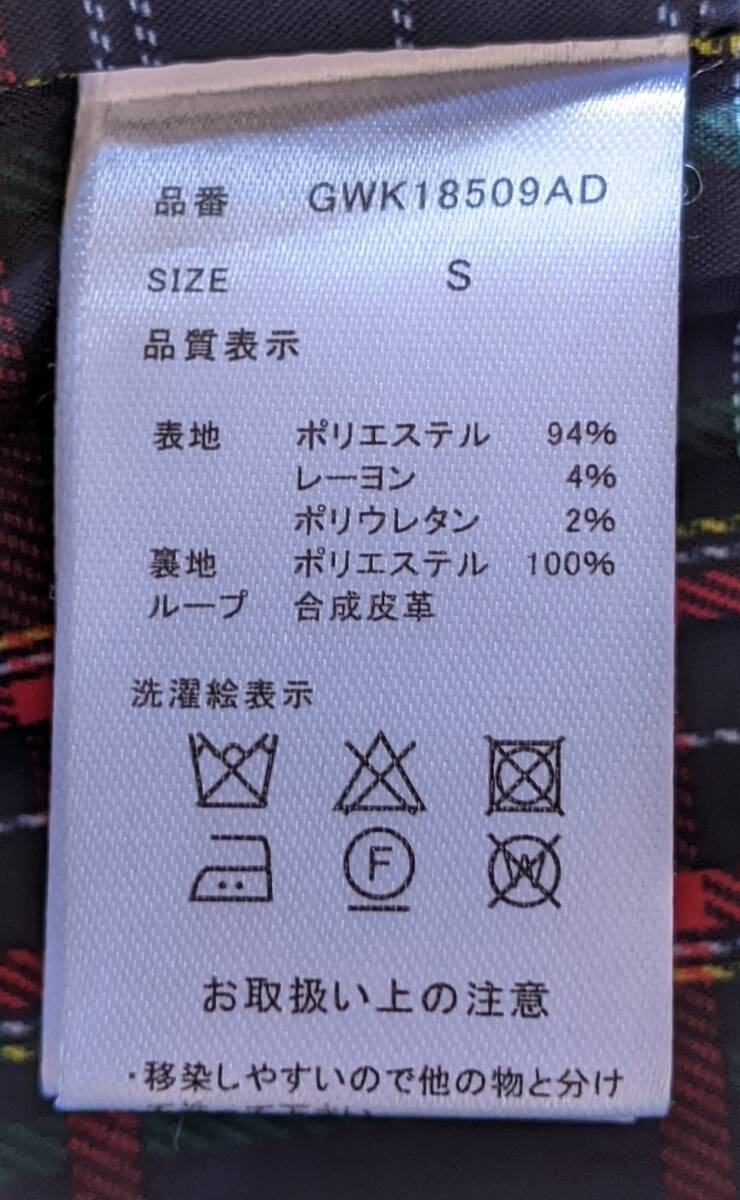 品番 GWK18509AD
SIZE S
品質表示
表地 ポリエステル 94%
レーヨン 4%
ポリウレタン 2%
裏地 ポリエステル 100%
ループ 合成皮革
洗濯絵表示
F
W
お取扱い上の注意
・移染しやすいので他の物と分け